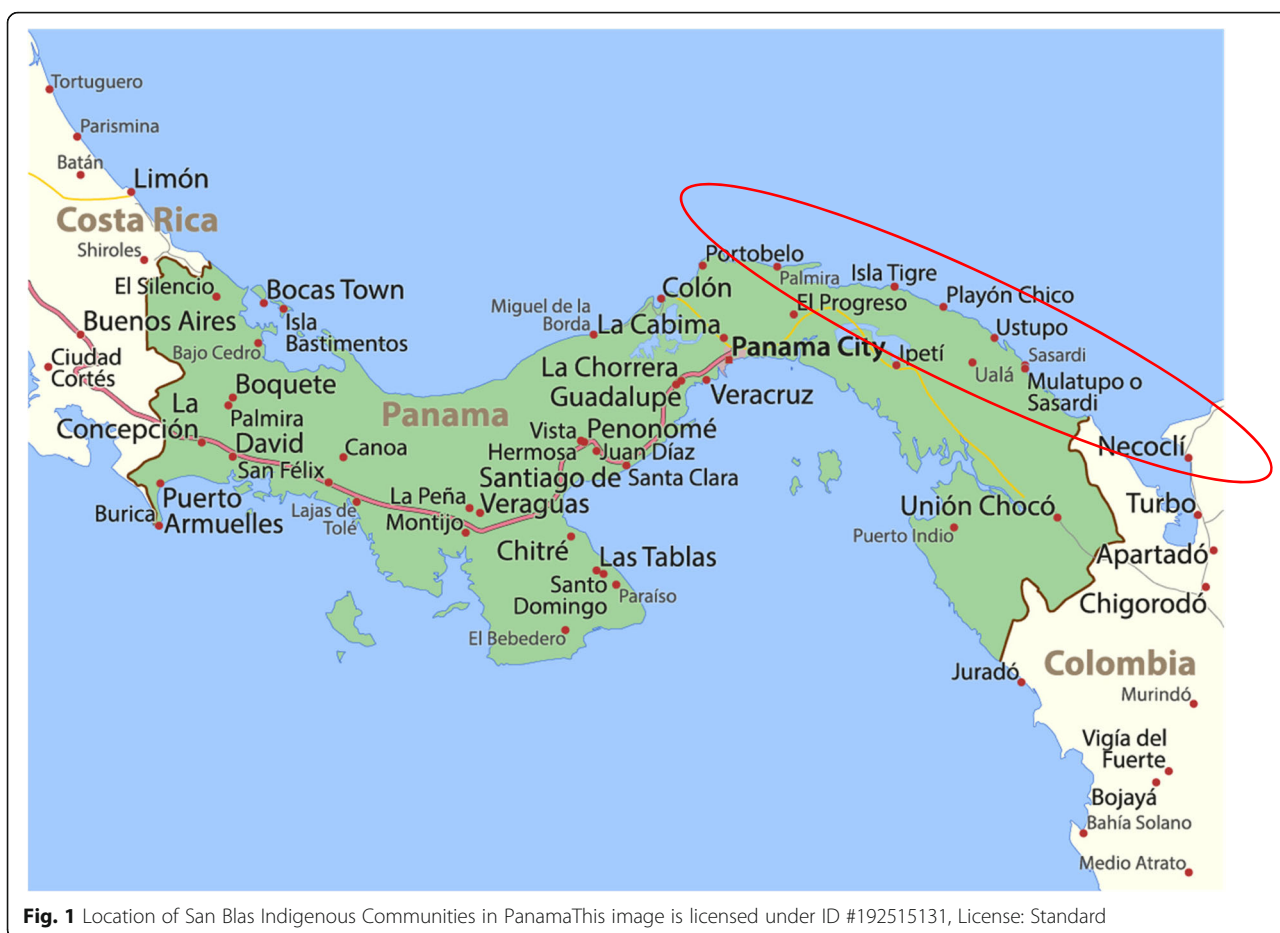 Tortuguero
Parismina
Batán
Limón
Costa Rica
Shiroles
El Silencio
Bocas Town
Isla
Bastimentos
Buenos Aires
Bajo Cedro
Ciudad
Cortés
Boquete
Palmira
La
Concepción
David
San Félix
Canoa
Panama
Puerto
Armuelles
Burica
Lajas de
Tolé
La Peña
Montijo
Santiago de
Veraguas
Vista
Hermosa
Penonomé
Juan Díaz
Santa Clara
Chitré
Las Tablas
Santo
Domingo
Paraíso
El Bebedero
Miguel de la
Borda
La Cabima
Colón
Portobelo
Palmira
El Progreso
Isla Tigre
Playón Chico
Ustupo
Sasardi
Mulatupo o
Sasardi
Ualá
Ipetí
Panama City
La Chorrera
Guadalupe
Veracruz
Necoclí
Turbo
Unión Chocó
Puerto Indio
Apartadó
Chigorodó
Juradó
Colombia
Murindó
Vigía del
Fuerte
Bojayá
Bahía Solano
Medio Atrato
Fig. 1 Location of San Blas Indigenous Communities in PanamaThis image is licensed under ID #192515131, License: Standard